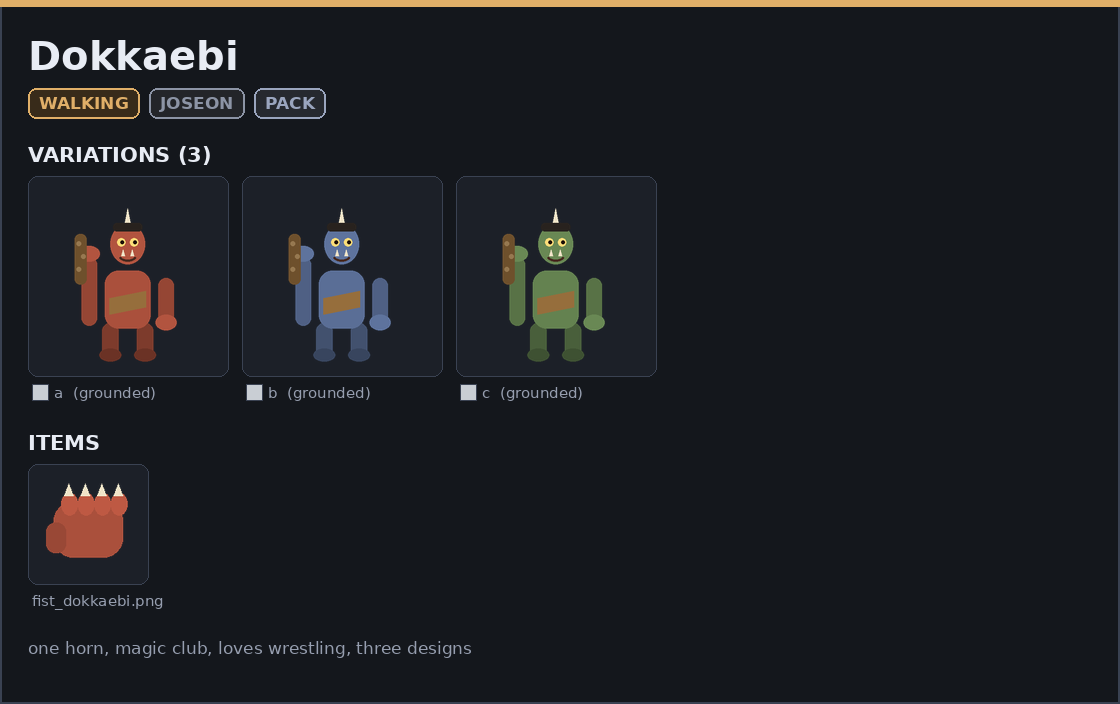 Dokkaebi
WALKING JOSEON PACK
VARIATIONS (3)
a (grounded) b (grounded) c (grounded)
ITEMS
fist_dokkaebi.png
one horn, magic club, loves wrestling, three designs